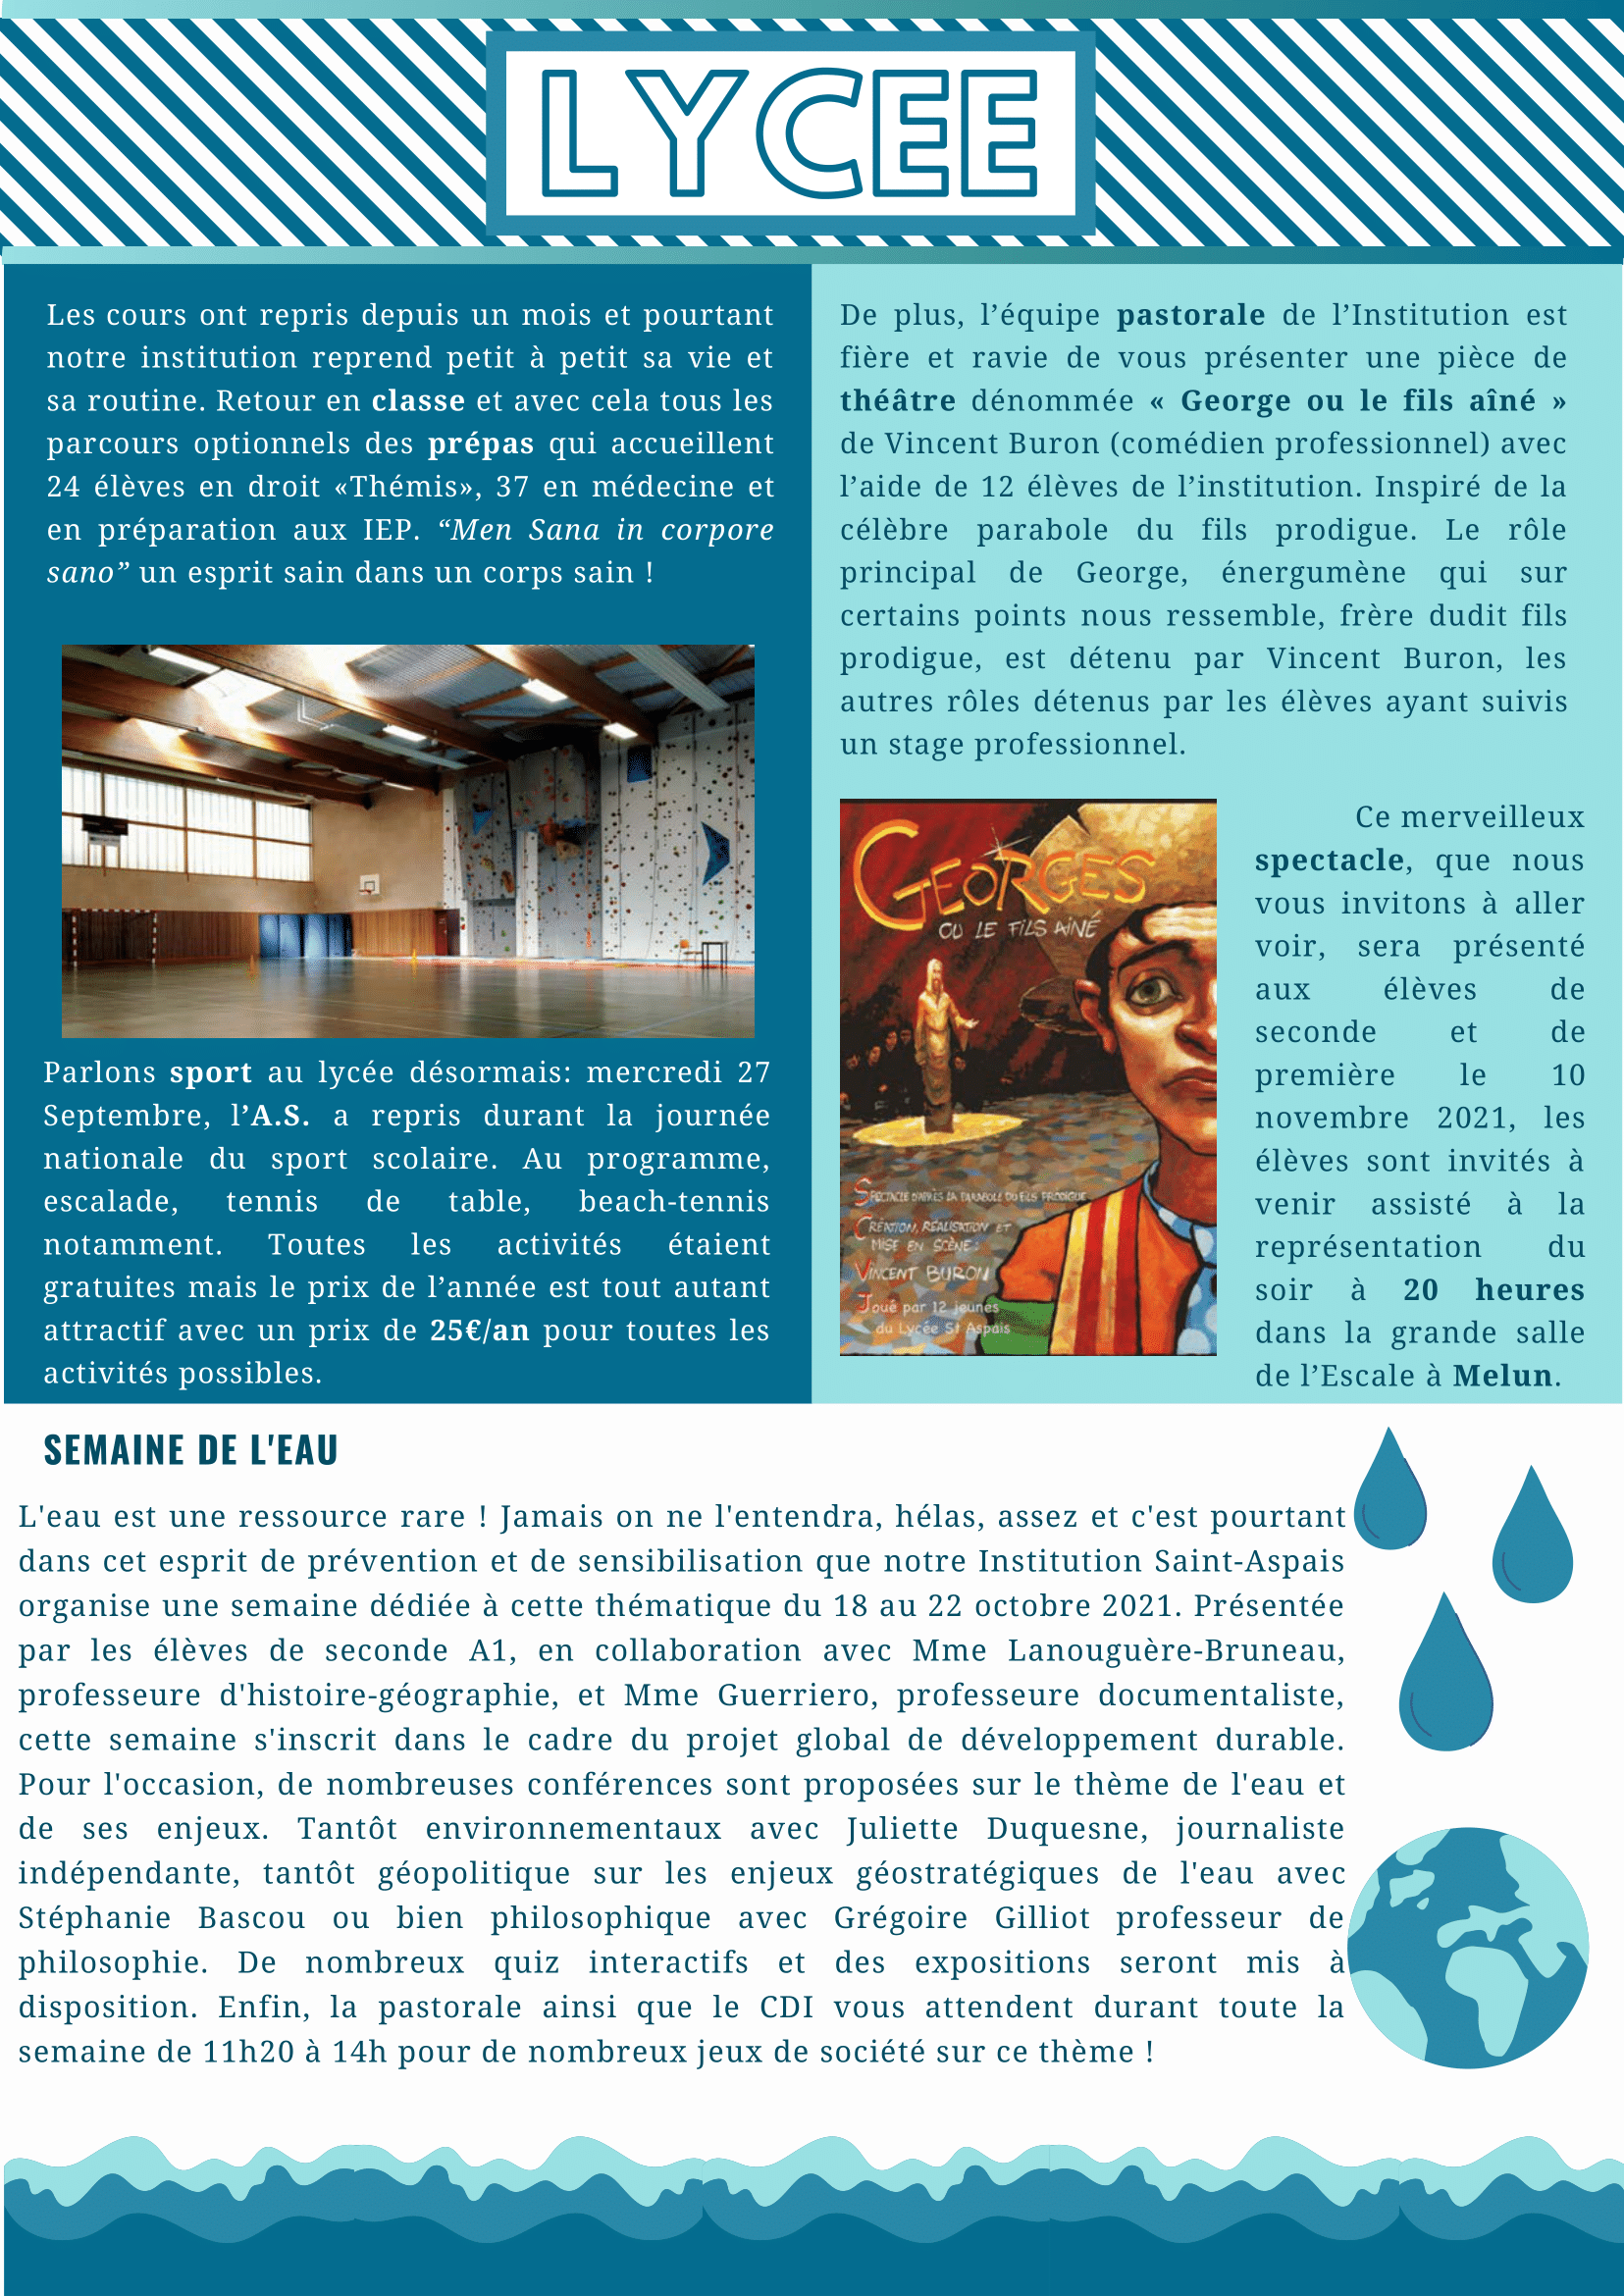 LYCEE
Les cours ont repris depuis un mois et pourtant
notre institution reprend petit à petit sa vie et
sa routine. Retour en classe et avec cela tous les
parcours optionnels des prépas qui accueillent
24 élèves en droit «Thémis», 37 en médecine et
en préparation aux IEP. “Men Sana in corpore
sano” un esprit sain dans un corps sain !
Parlons sport au lycée désormais: mercredi 27
Septembre, l’A.S. a repris durant la journée
nationale du sport scolaire. Au programme,
escalade, tennis de table, beach-tennis
notamment. Toutes les activités étaient
gratuites mais le prix de l’année est tout autant
attractif avec un prix de 25€/an pour toutes les
activités possibles.
De plus, l’équipe pastorale de l’Institution est
fière et ravie de vous présenter une pièce de
théâtre dénommée « George ou le fils aîné »
de Vincent Buron (comédien professionnel) avec
l’aide de 12 élèves de l’institution. Inspiré de la
célèbre parabole du fils prodigue. Le rôle
principal de George, énergumène qui sur
certains points nous ressemble, frère dudit fils
prodigue, est détenu par Vincent Buron, les
autres rôles détenus par les élèves ayant suivis
un stage professionnel.
GEORGES
OU LE FILS AÎNÉ
SPECTACLE D'APRÈS LA PARABOLE DU FILS PRODIGUE
CRÉATION, RÉALISATION ET
MISE EN SCÈNE :
VINCENT BURON
Joué par 12 jeunes
du Lycée St Aspais
Ce merveilleux
spectacle, que nous
vous invitons à aller
voir, sera présenté
aux élèves de
seconde et de
première le 10
novembre 2021, les
élèves sont invités à
venir assisté à la
représentation du
soir à 20 heures
dans la grande salle
de l’Escale à Melun.
SEMAINE DE L'EAU
L'eau est une ressource rare ! Jamais on ne l'entendra, hélas, assez et c'est pourtant
dans cet esprit de prévention et de sensibilisation que notre Institution Saint-Aspais
organise une semaine dédiée à cette thématique du 18 au 22 octobre 2021. Présentée
par les élèves de seconde A1, en collaboration avec Mme Lanouguère-Bruneau,
professeure d'histoire-géographie, et Mme Guerriero, professeure documentaliste,
cette semaine s'inscrit dans le cadre du projet global de développement durable.
Pour l'occasion, de nombreuses conférences sont proposées sur le thème de l'eau et
de ses enjeux. Tantôt environnementaux avec Juliette Duquesne, journaliste
indépendante, tantôt géopolitique sur les enjeux géostratégiques de l'eau avec
Stéphanie Bascou ou bien philosophique avec Grégoire Gilliot professeur de
philosophie. De nombreux quiz interactifs et des expositions seront mis à
disposition. Enfin, la pastorale ainsi que le CDI vous attendent durant toute la
semaine de 11h20 à 14h pour de nombreux jeux de société sur ce thème !